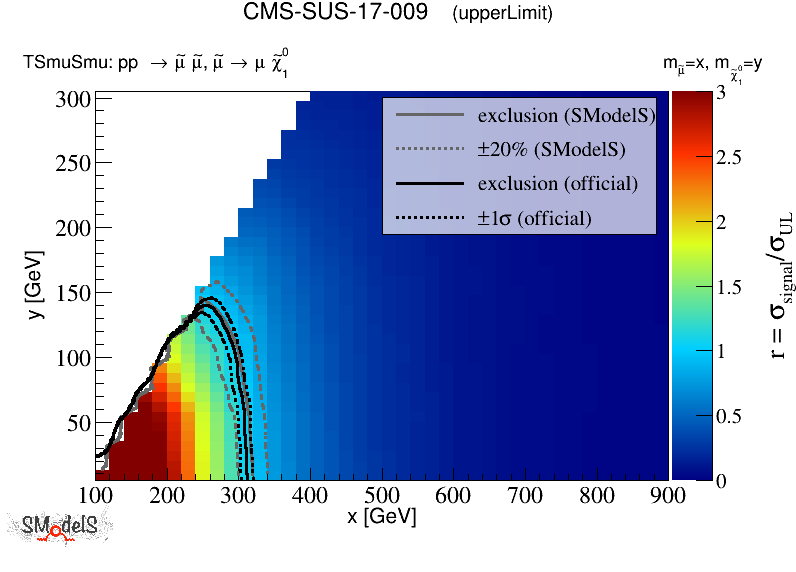 CMS-SUS-17-009 (upperLimit)
TSmuSmu: pp → μ̃ μ̃, μ̃ → μ χ̃⁰₁
m_μ̃=x, m_χ̃⁰₁=y
exclusion (SModelS)
±20% (SModelS)
exclusion (official)
±1σ (official)
300
250
200
150
100
50
y [GeV]
100 200 300 400 500 600 700 800 900
x [GeV]
3
2.5
2
1.5
1
0.5
0
r = σ_signal/σ_UL
SModelS